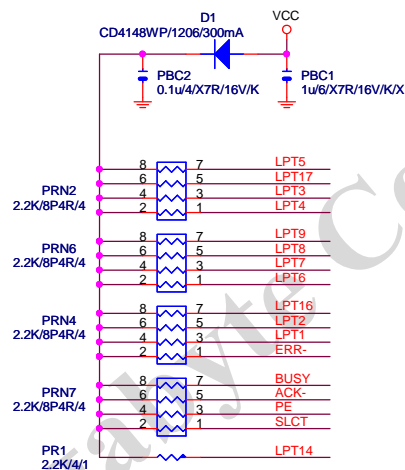 D1
VCC
CD4148WP/1206/300mA
PBC2
0.1u/4/X7R/16V/K
PBC1
1u/6/X7R/16V/K/X
8 7 LPT5
6 5 LPT17
PRN2 4 3 LPT3
2.2K/8P4R/4 2 1 LPT4
8 7 LPT9
PRN6 6 5 LPT8
2.2K/8P4R/4 4 3 LPT7
2 1 LPT6
8 7 LPT16
PRN4 6 5 LPT2
2.2K/8P4R/4 4 3 LPT1
2 1 ERR-
8 7 BUSY
PRN7 6 5 ACK-
2.2K/8P4R/4 4 3 PE
2 1 SLCT
PR1 LPT14
2.2K/4/1